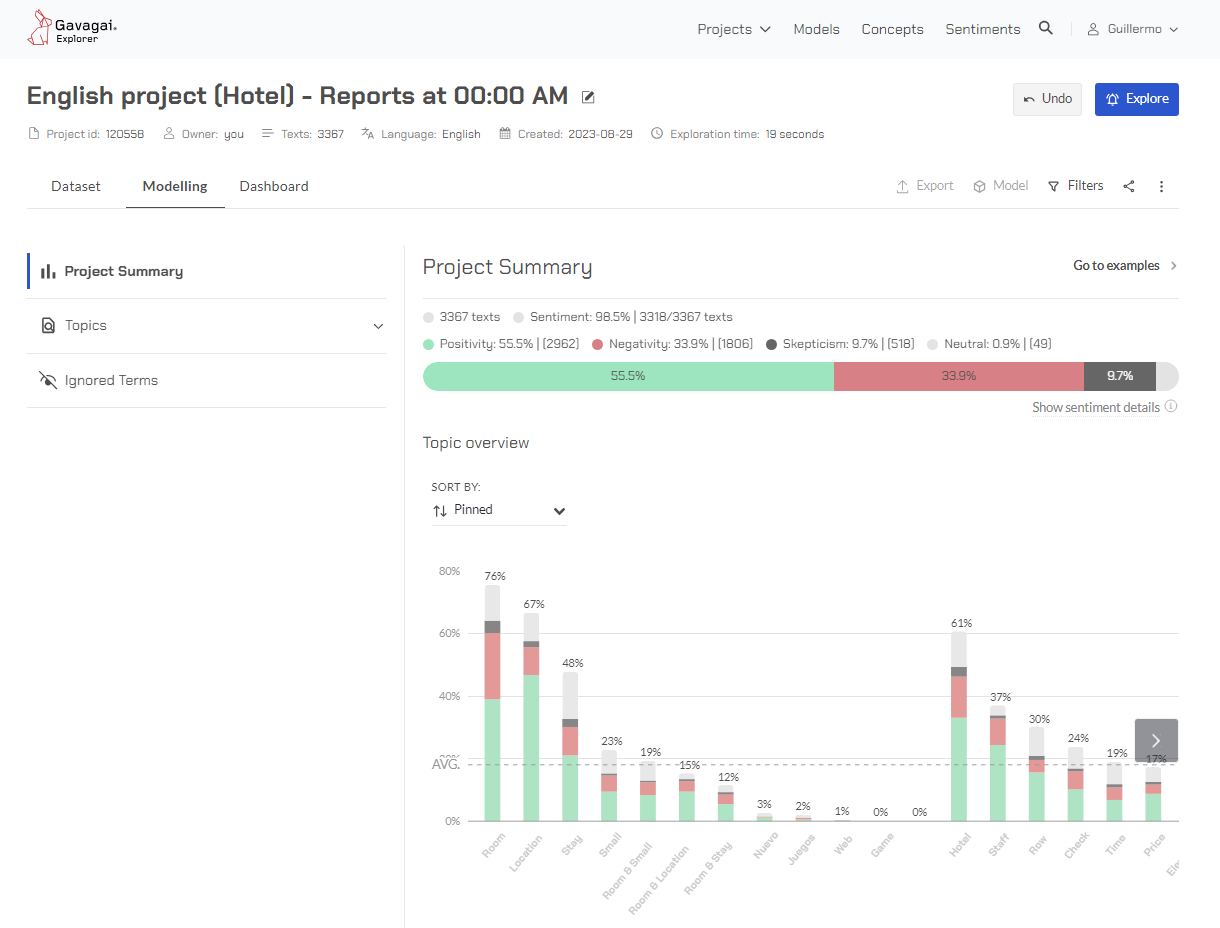 Gavagai
Explorer
Projects Models Concepts Sentiments Guillermo
English project (Hotel) - Reports at 00:00 AM
Undo Explore
Project id: 120558 Owner: you Texts: 3367 Language: English Created: 2023-08-29 Exploration time: 19 seconds
Dataset Modelling Dashboard Export Model Filters
Project Summary
Topics
Ignored Terms
Project Summary Go to examples
3367 texts Sentiment: 98.5% | 3318/3367 texts
Positivity: 55.5% | (2962) Negativity: 33.9% | (1806) Skepticism: 9.7% | (518) Neutral: 0.9% | (49)
55.5% 33.9% 9.7%
Show sentiment details
Topic overview
SORT BY:
Pinned
80%
60%
40%
20%
AVG.
0%
76% 67% 48% 23% 19% 15% 12% 3% 2% 1% 0% 0% 61% 37% 30% 24% 19% 17%
Room Location Stay Small Room & Small Room & Location Room & Stay Nuevo Juegos Web Game Hotel Staff Row Check Time Price